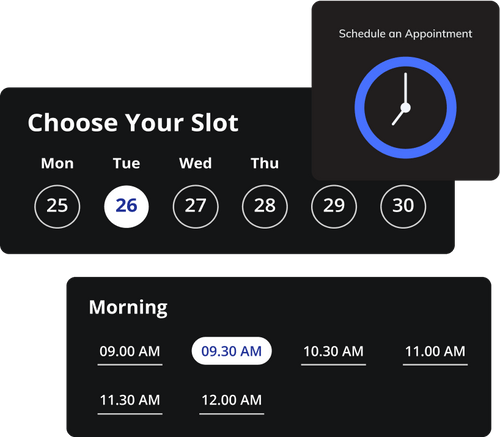 Schedule an Appointment
Choose Your Slot
Mon Tue Wed Thu
25 26 27 28 29 30
Morning
09.00 AM 09.30 AM 10.30 AM 11.00 AM
11.30 AM 12.00 AM